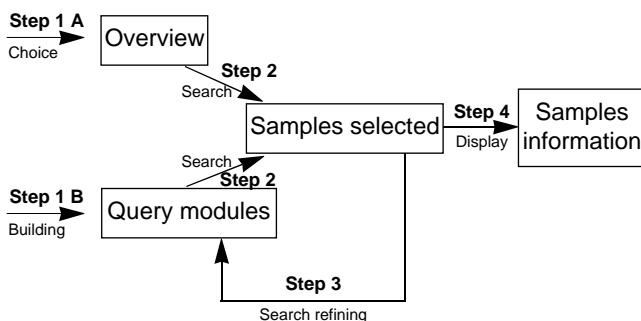 Step 1 A
Choice
Overview
Step 2
Search
Samples selected
Step 4
Display
Samples
information
Search
Step 2
Step 1 B
Building
Query modules
Step 3
Search refining